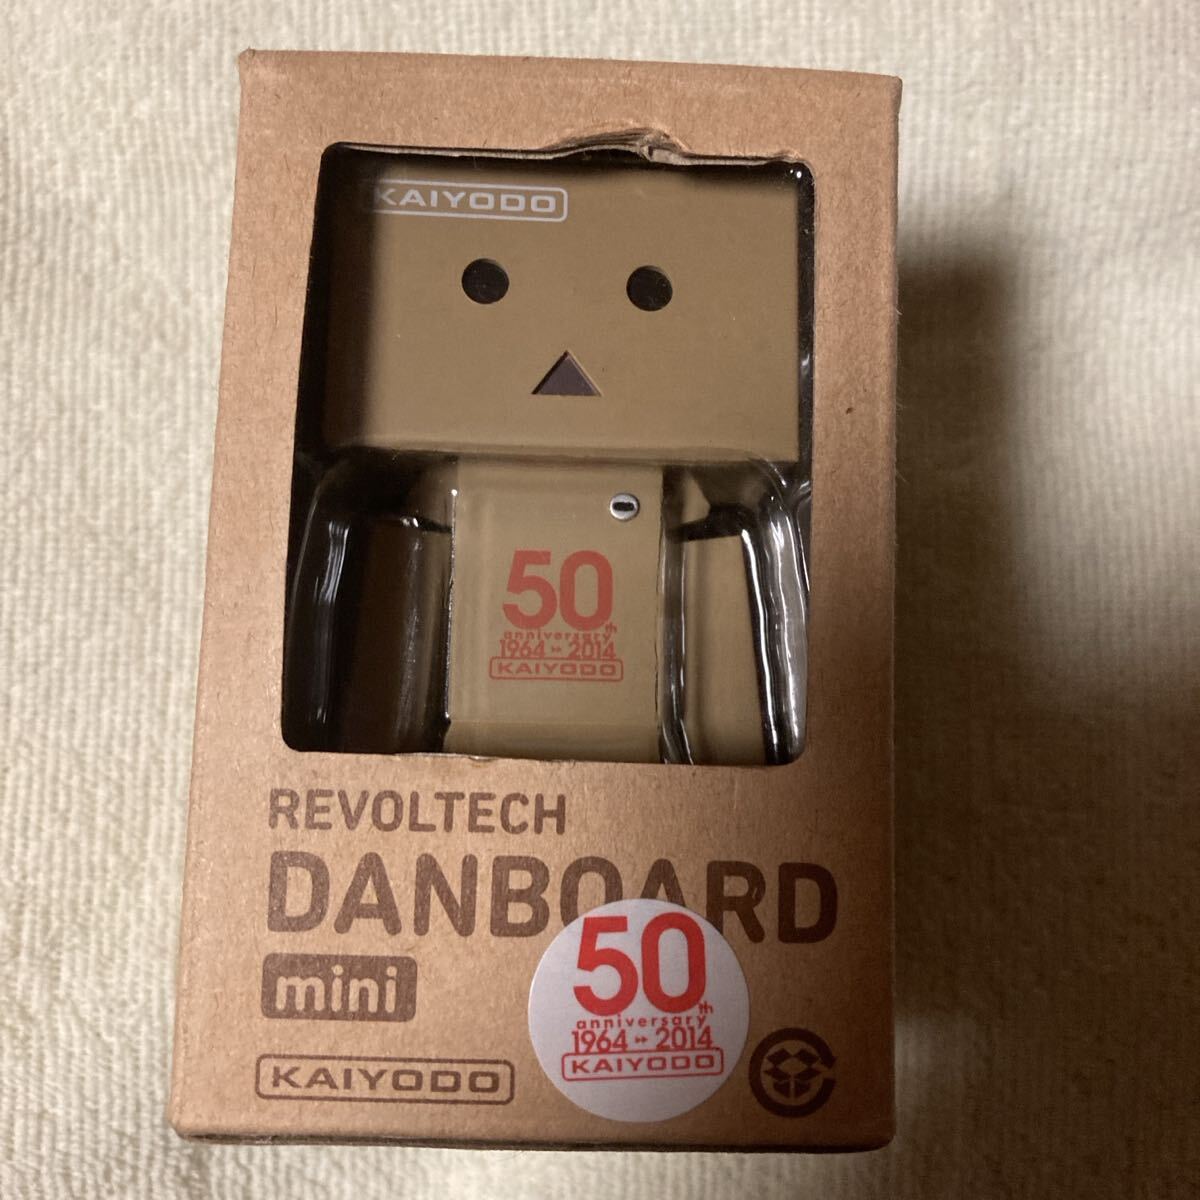 KAIYODO
50th
anniversary
1964 ▸▸ 2014
KAIYODO
REVOLTECH
DANBOARD
mini
50th
anniversary
1964 ▸▸ 2014
KAIYODO
KAIYODO